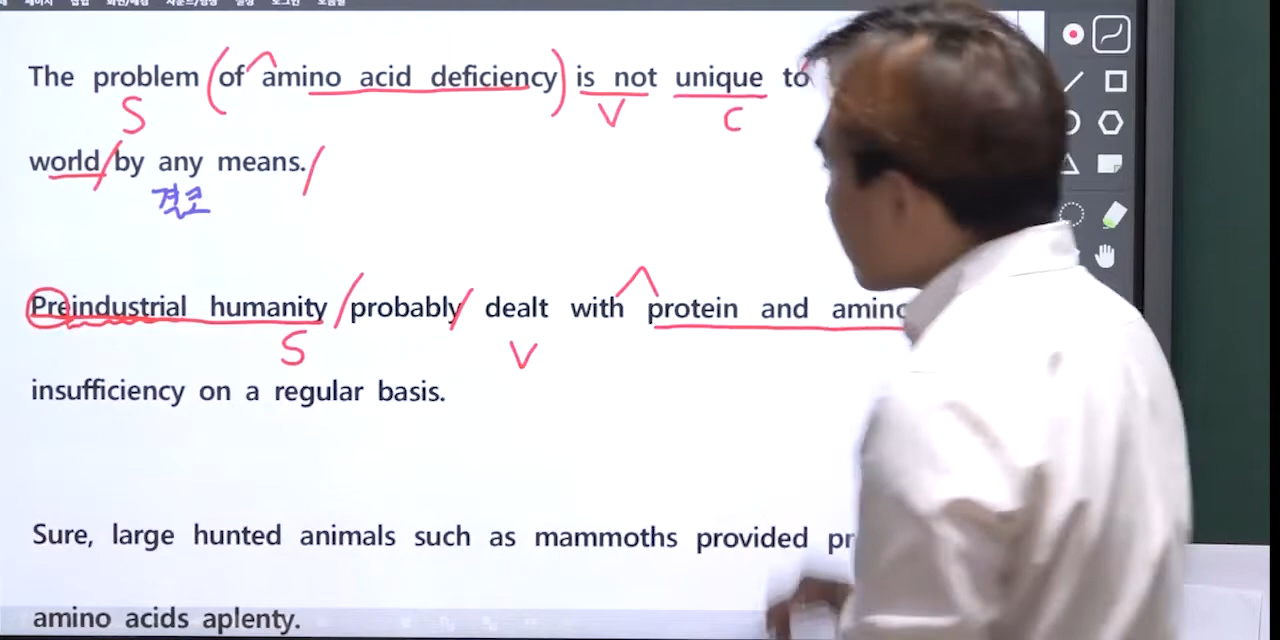 The problem (of amino acid deficiency) is not unique to
S V C
world / by any means. /
결코
Preindustrial humanity / probably / dealt with protein and amino
S V
insufficiency on a regular basis.
Sure, large hunted animals such as mammoths provided
amino acids aplenty.